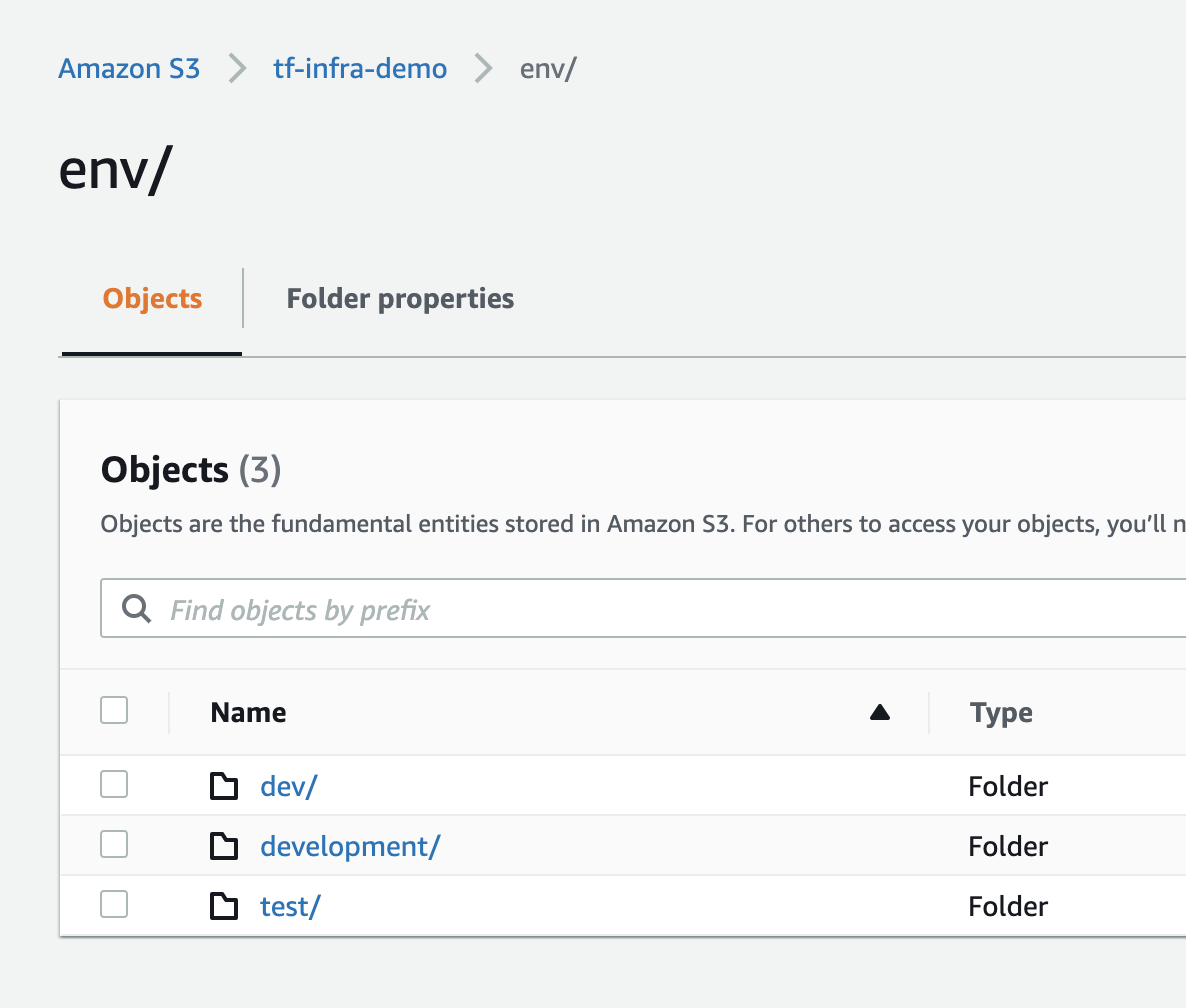 Amazon S3 > tf-infra-demo > env/
env/
Objects Folder properties
Objects (3)
Objects are the fundamental entities stored in Amazon S3. For others to access your objects, you'll n
Find objects by prefix
Name Type
dev/ Folder
development/ Folder
test/ Folder